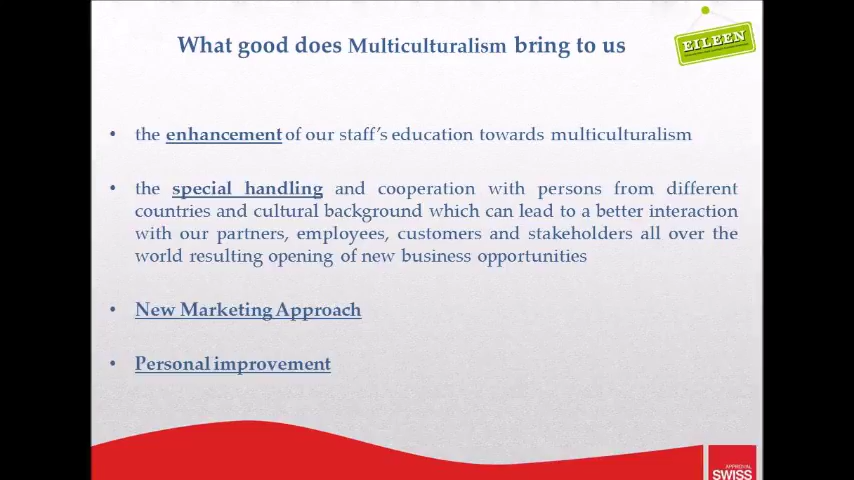 What good does Multiculturalism bring to us
EILEEN
• the enhancement of our staff's education towards multiculturalism
• the special handling and cooperation with persons from different
countries and cultural background which can lead to a better interaction
with our partners, employees, customers and stakeholders all over the
world resulting opening of new business opportunities
• New Marketing Approach
• Personal improvement
APPROVAL
SWISS